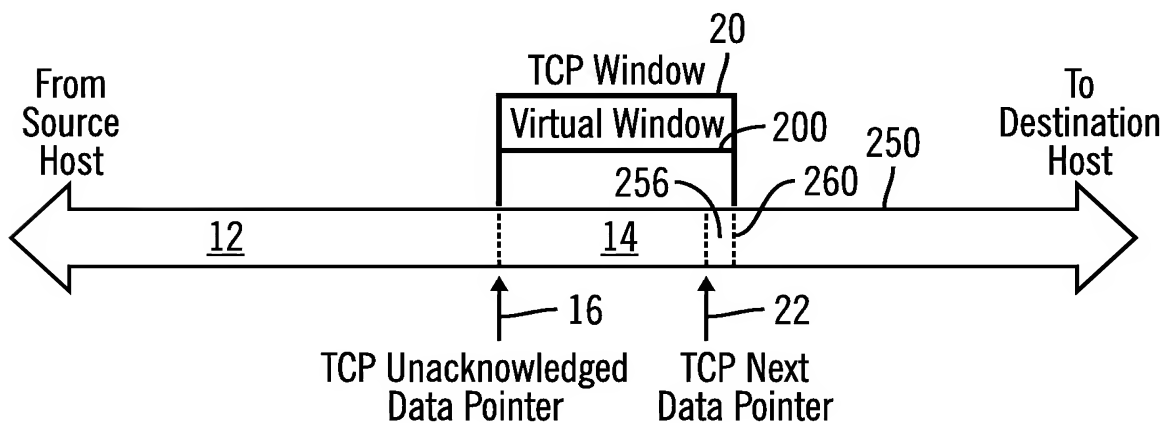 20
TCP Window
From
Source
Host
To
Destination
Host
Virtual Window
200
250
256
260
12
14
16
22
TCP Unacknowledged
Data Pointer
TCP Next
Data Pointer